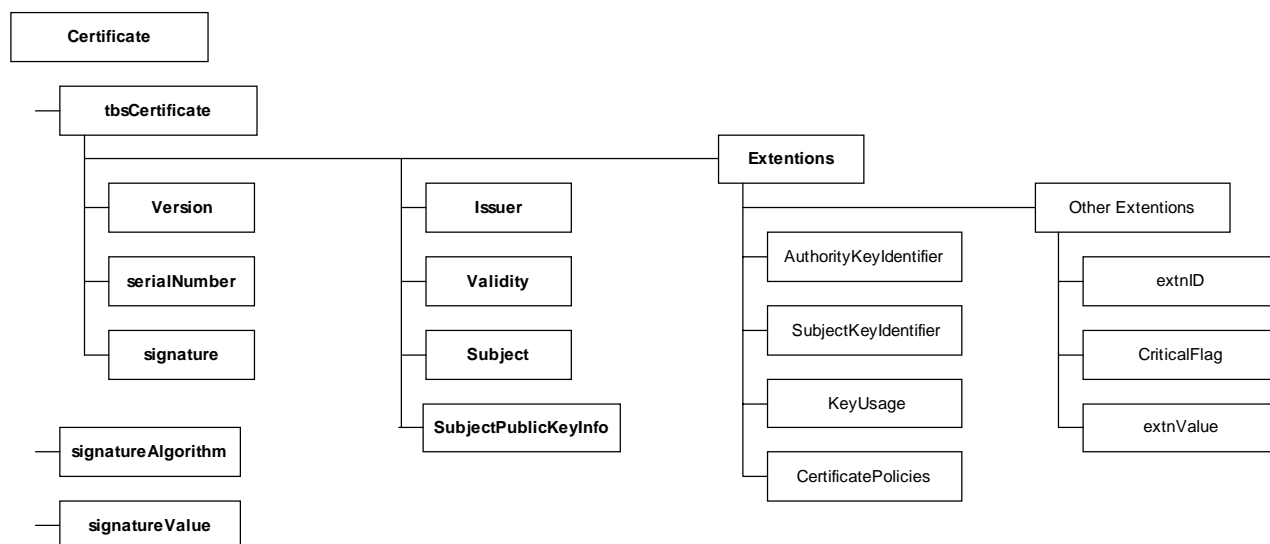 Certificate
tbsCertificate
Version
serialNumber
signature
Issuer
Validity
Subject
SubjectPublicKeyInfo
Extentions
AuthorityKeyIdentifier
SubjectKeyIdentifier
KeyUsage
CertificatePolicies
Other Extentions
extnID
CriticalFlag
extnValue
signatureAlgorithm
signatureValue